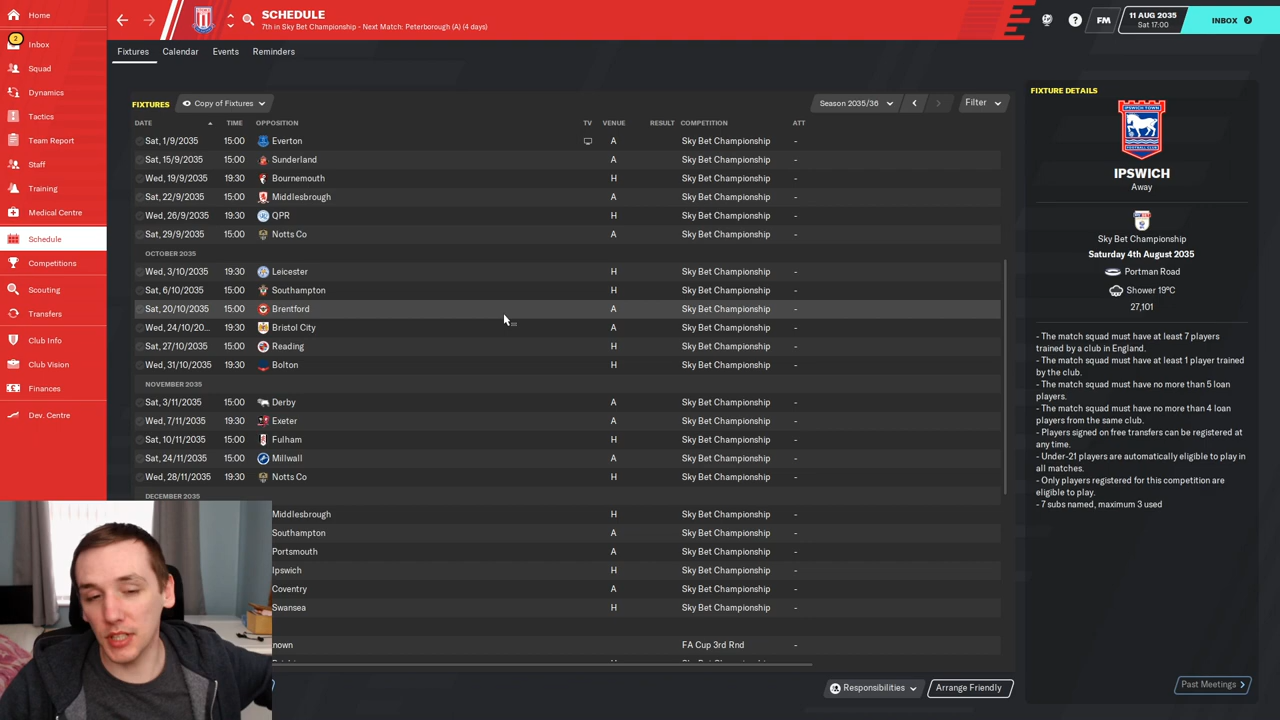 Home
2
Inbox
Squad
Dynamics
Tactics
Team Report
Staff
Training
Medical Centre
Schedule
Competitions
Scouting
Transfers
Club Info
Club Vision
Finances
Dev. Centre
SCHEDULE
7th in Sky Bet Championship - Next Match: Peterborough (A) (4 days)
?
FM
11 AUG 2035
Sat 17:00
INBOX
Fixtures Calendar Events Reminders
FIXTURES Copy of Fixtures Season 2035/36 Filter
DATE TIME OPPOSITION TV VENUE RESULT COMPETITION ATT
Sat, 1/9/2035 15:00 Everton A Sky Bet Championship -
Sat, 15/9/2035 15:00 Sunderland A Sky Bet Championship -
Wed, 19/9/2035 19:30 Bournemouth H Sky Bet Championship -
Sat, 22/9/2035 15:00 Middlesbrough A Sky Bet Championship -
Wed, 26/9/2035 19:30 QPR H Sky Bet Championship -
Sat, 29/9/2035 15:00 Notts Co A Sky Bet Championship -
OCTOBER 2035
Wed, 3/10/2035 19:30 Leicester H Sky Bet Championship -
Sat, 6/10/2035 15:00 Southampton H Sky Bet Championship -
Sat, 20/10/2035 15:00 Brentford A Sky Bet Championship -
Wed, 24/10/20... 19:30 Bristol City A Sky Bet Championship -
Sat, 27/10/2035 15:00 Reading H Sky Bet Championship -
Wed, 31/10/2035 19:30 Bolton H Sky Bet Championship -
NOVEMBER 2035
Sat, 3/11/2035 15:00 Derby A Sky Bet Championship -
Wed, 7/11/2035 19:30 Exeter A Sky Bet Championship -
Sat, 10/11/2035 15:00 Fulham H Sky Bet Championship -
Sat, 24/11/2035 15:00 Millwall A Sky Bet Championship -
Wed, 28/11/2035 19:30 Notts Co H Sky Bet Championship -
DECEMBER 2035
Middlesbrough H Sky Bet Championship -
Southampton A Sky Bet Championship -
Portsmouth A Sky Bet Championship -
Ipswich H Sky Bet Championship -
Coventry A Sky Bet Championship -
Swansea H Sky Bet Championship -
nown FA Cup 3rd Rnd -
Responsibilities Arrange Friendly
FIXTURE DETAILS
IPSWICH
Away
Sky Bet Championship
Saturday 4th August 2035
Portman Road
Shower 19ºC
27,101
- The match squad must have at least 7 players
trained by a club in England.
- The match squad must have at least 1 player trained
by the club.
- The match squad must have no more than 5 loan
players.
- The match squad must have no more than 4 loan
players from the same club.
- Players signed on free transfers can be registered at
any time.
- Under-21 players are automatically eligible to play in
all matches.
- Only players registered for this competition are
eligible to play.
- 7 subs named, maximum 3 used
Past Meetings